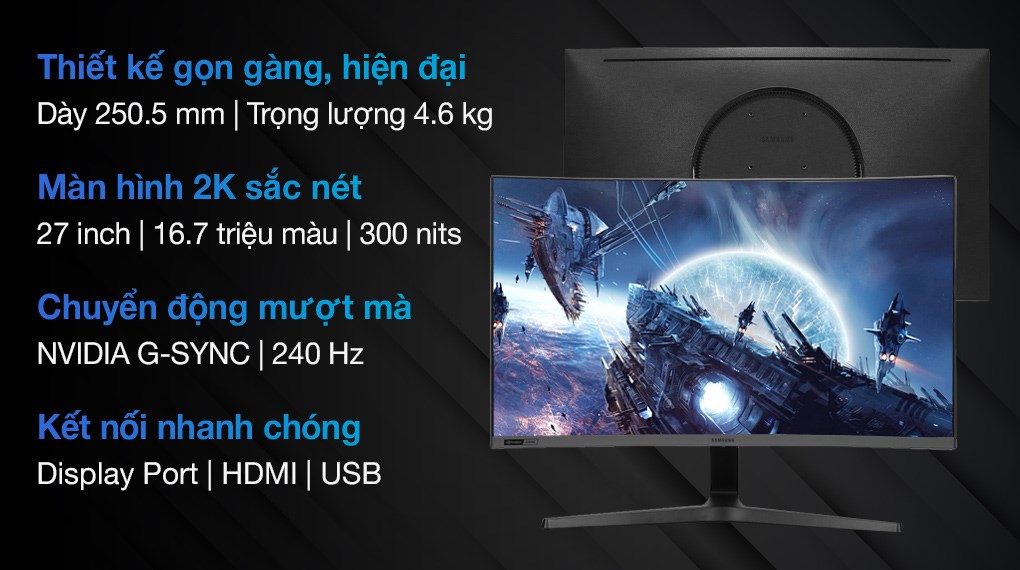 Thiết kế gọn gàng, hiện đại
Dày 250.5 mm | Trọng lượng 4.6 kg
Màn hình 2K sắc nét
27 inch | 16.7 triệu màu | 300 nits
Chuyển động mượt mà
NVIDIA G-SYNC | 240 Hz
Kết nối nhanh chóng
Display Port | HDMI | USB
SAMSUNG
SAMSUNG